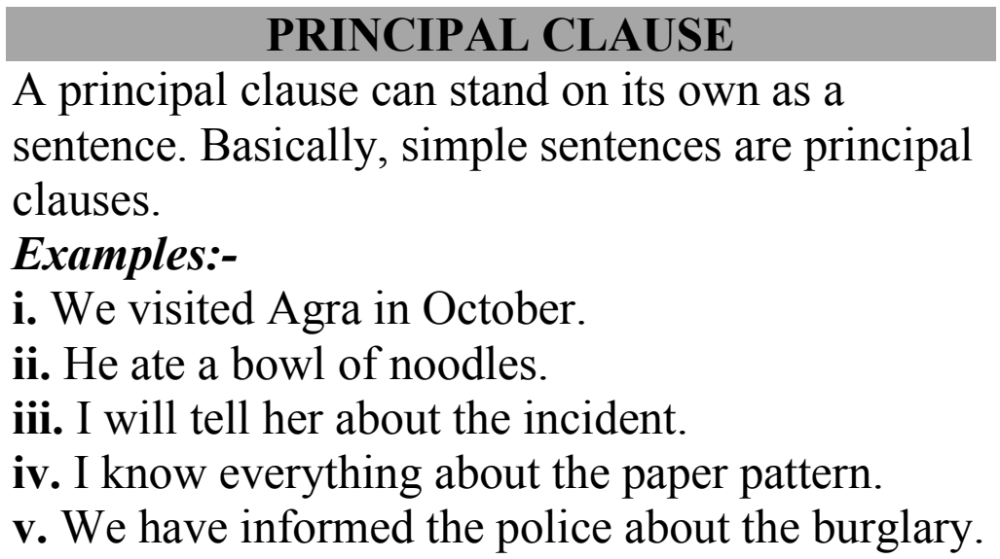 PRINCIPAL CLAUSE
A principal clause can stand on its own as a
sentence. Basically, simple sentences are principal
clauses.
Examples:-
i. We visited Agra in October.
ii. He ate a bowl of noodles.
iii. I will tell her about the incident.
iv. I know everything about the paper pattern.
v. We have informed the police about the burglary.